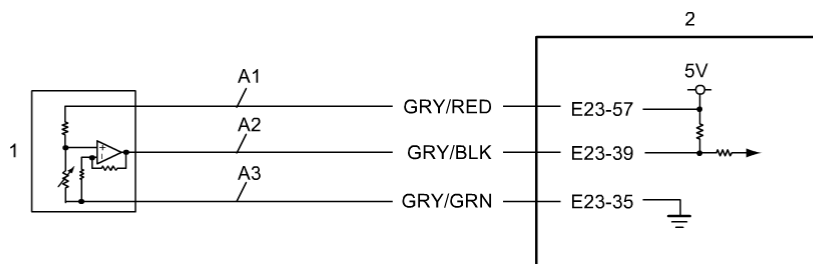 2
5V
A1
GRY/RED E23-57
1
A2
GRY/BLK E23-39
A3
GRY/GRN E23-35